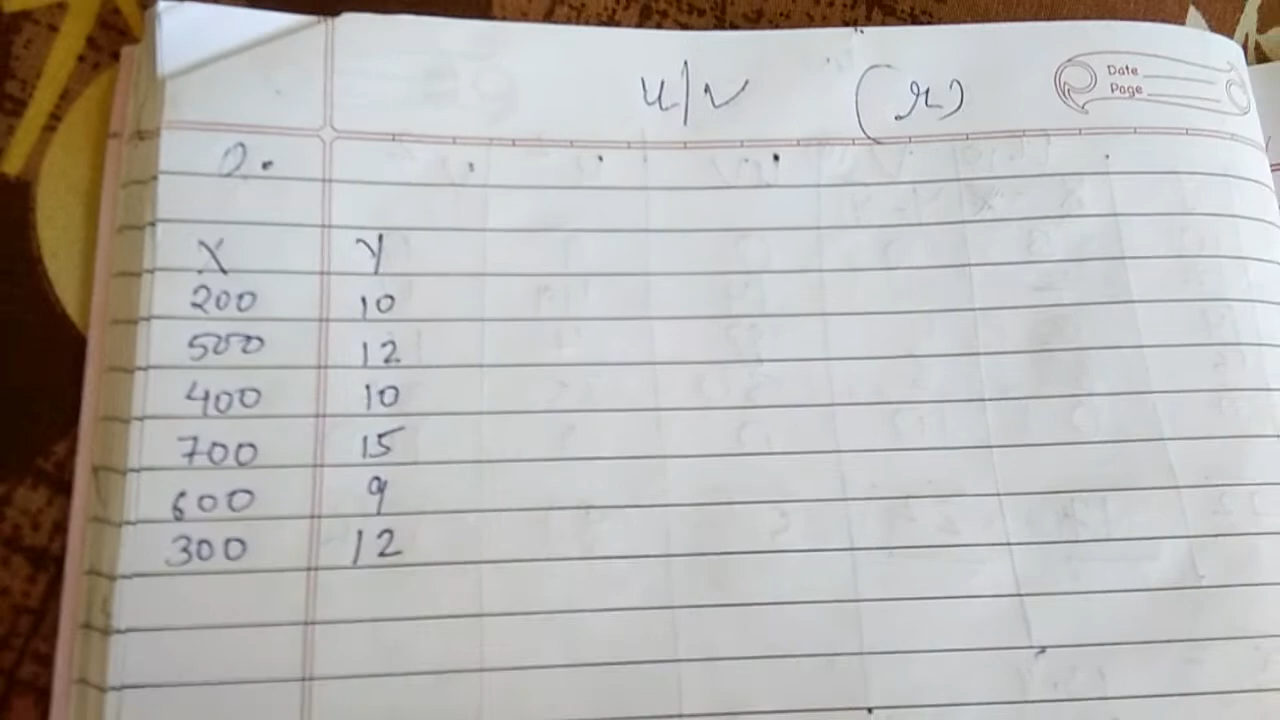 u/v (r)
Date
Page
Q.
X Y
200 10
500 12
400 10
700 15
600 9
300 12